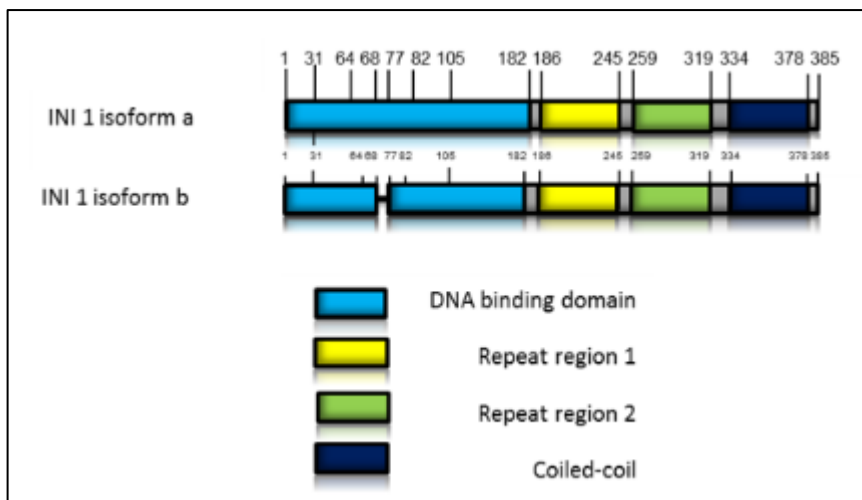 1 31 64 68 77 82 105 182 186 245 259 319 334 378 385
INI 1 isoform a
1 31 64 68 77 82 105 182 186 245 259 319 334 378 385
INI 1 isoform b
DNA binding domain
Repeat region 1
Repeat region 2
Coiled-coil